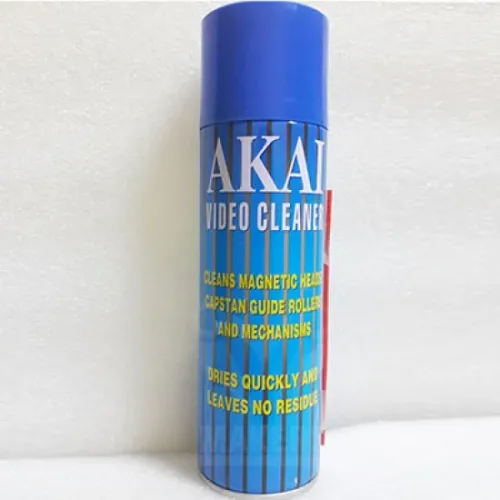 AKAI
VIDEO CLEANER
CLEANS MAGNETIC HEADS
CAPSTAN GUIDE ROLLERS
AND MECHANISMS
DRIES QUICKLY AND
LEAVES NO RESIDUE